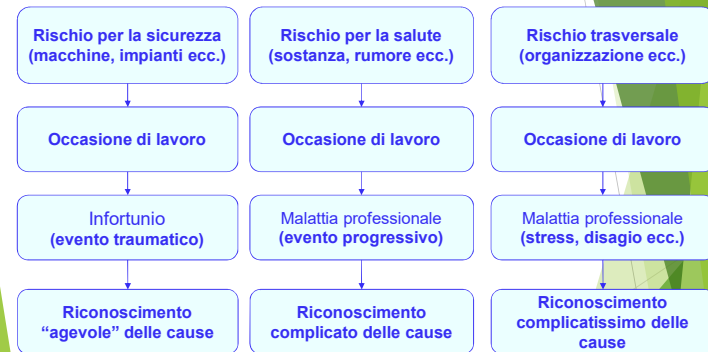 Rischio per la sicurezza
(macchine, impianti ecc.)
Rischio per la salute
(sostanza, rumore ecc.)
Rischio trasversale
(organizzazione ecc.)
Occasione di lavoro
Occasione di lavoro
Occasione di lavoro
Infortunio
(evento traumatico)
Malattia professionale
(evento progressivo)
Malattia professionale
(stress, disagio ecc.)
Riconoscimento
“agevole” delle cause
Riconoscimento
complicato delle cause
Riconoscimento
complicatissimo delle
cause